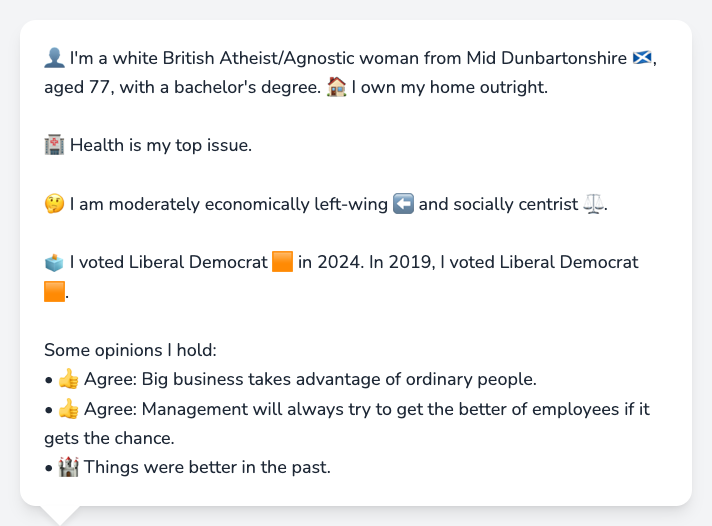 👤 I'm a white British Atheist/Agnostic woman from Mid Dunbartonshire 🏴󠁧󠁢󠁳󠁣󠁴󠁿,
aged 77, with a bachelor's degree. 🏠 I own my home outright.
🏥 Health is my top issue.
🤔 I am moderately economically left-wing ⬅️ and socially centrist ⚖️.
🗳️ I voted Liberal Democrat 🟧 in 2024. In 2019, I voted Liberal Democrat
🟧.
Some opinions I hold:
• 👍 Agree: Big business takes advantage of ordinary people.
• 👍 Agree: Management will always try to get the better of employees if it
gets the chance.
• 🏰 Things were better in the past.